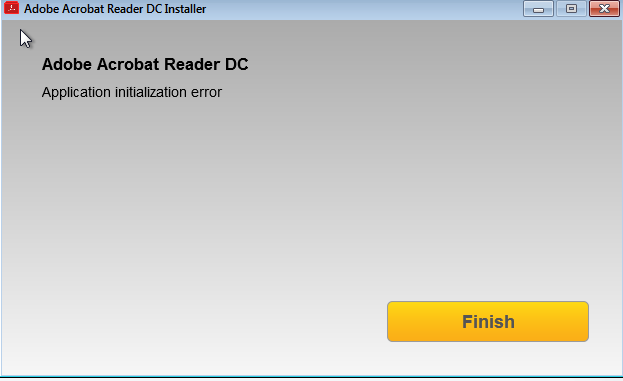 Adobe Acrobat Reader DC Installer
Adobe Acrobat Reader DC
Application initialization error
Finish